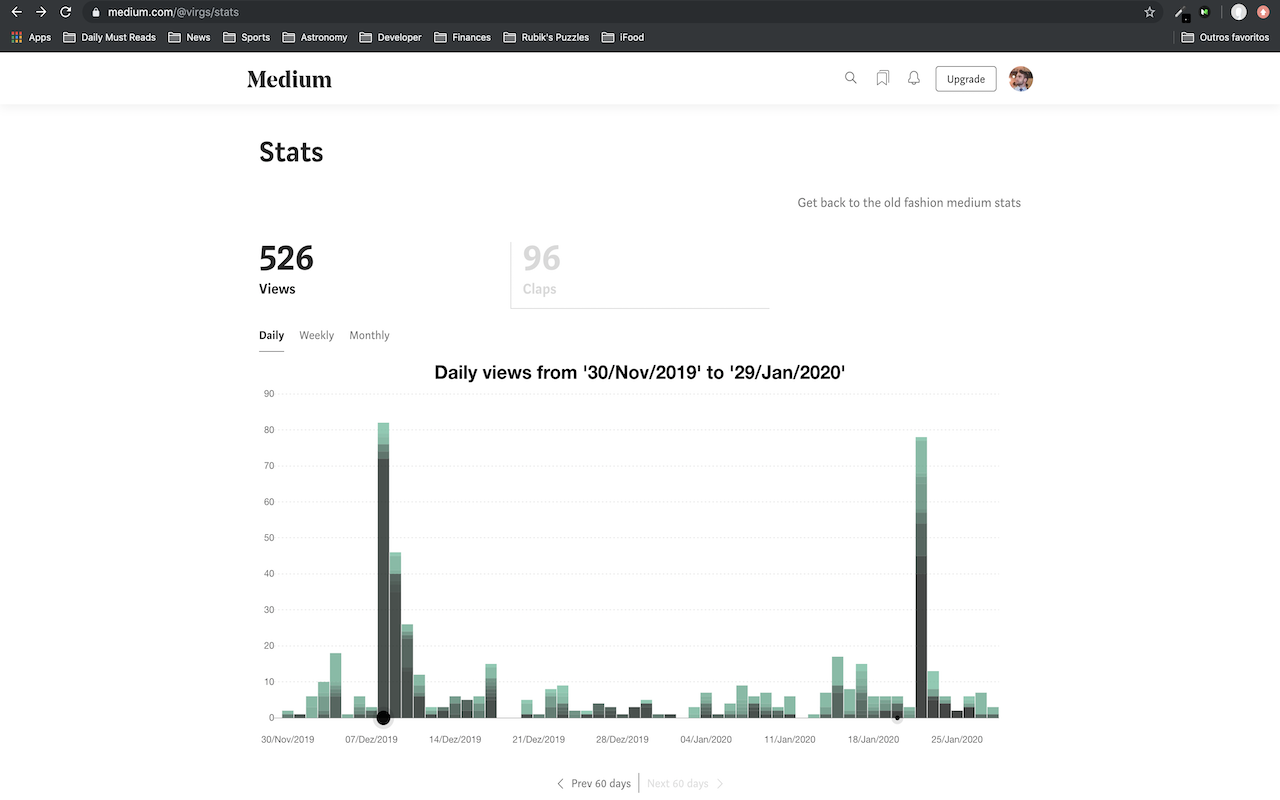 medium.com/@virgs/stats
Apps Daily Must Reads News Sports Astronomy Developer Finances Rubik's Puzzles iFood Outros favoritos
Medium
Upgrade
Stats
Get back to the old fashion medium stats
526
Views
96
Claps
Daily Weekly Monthly
Daily views from '30/Nov/2019' to '29/Jan/2020'
90
80
70
60
50
40
30
20
10
0
30/Nov/2019 07/Dez/2019 14/Dez/2019 21/Dez/2019 28/Dez/2019 04/Jan/2020 11/Jan/2020 18/Jan/2020 25/Jan/2020
Prev 60 days Next 60 days